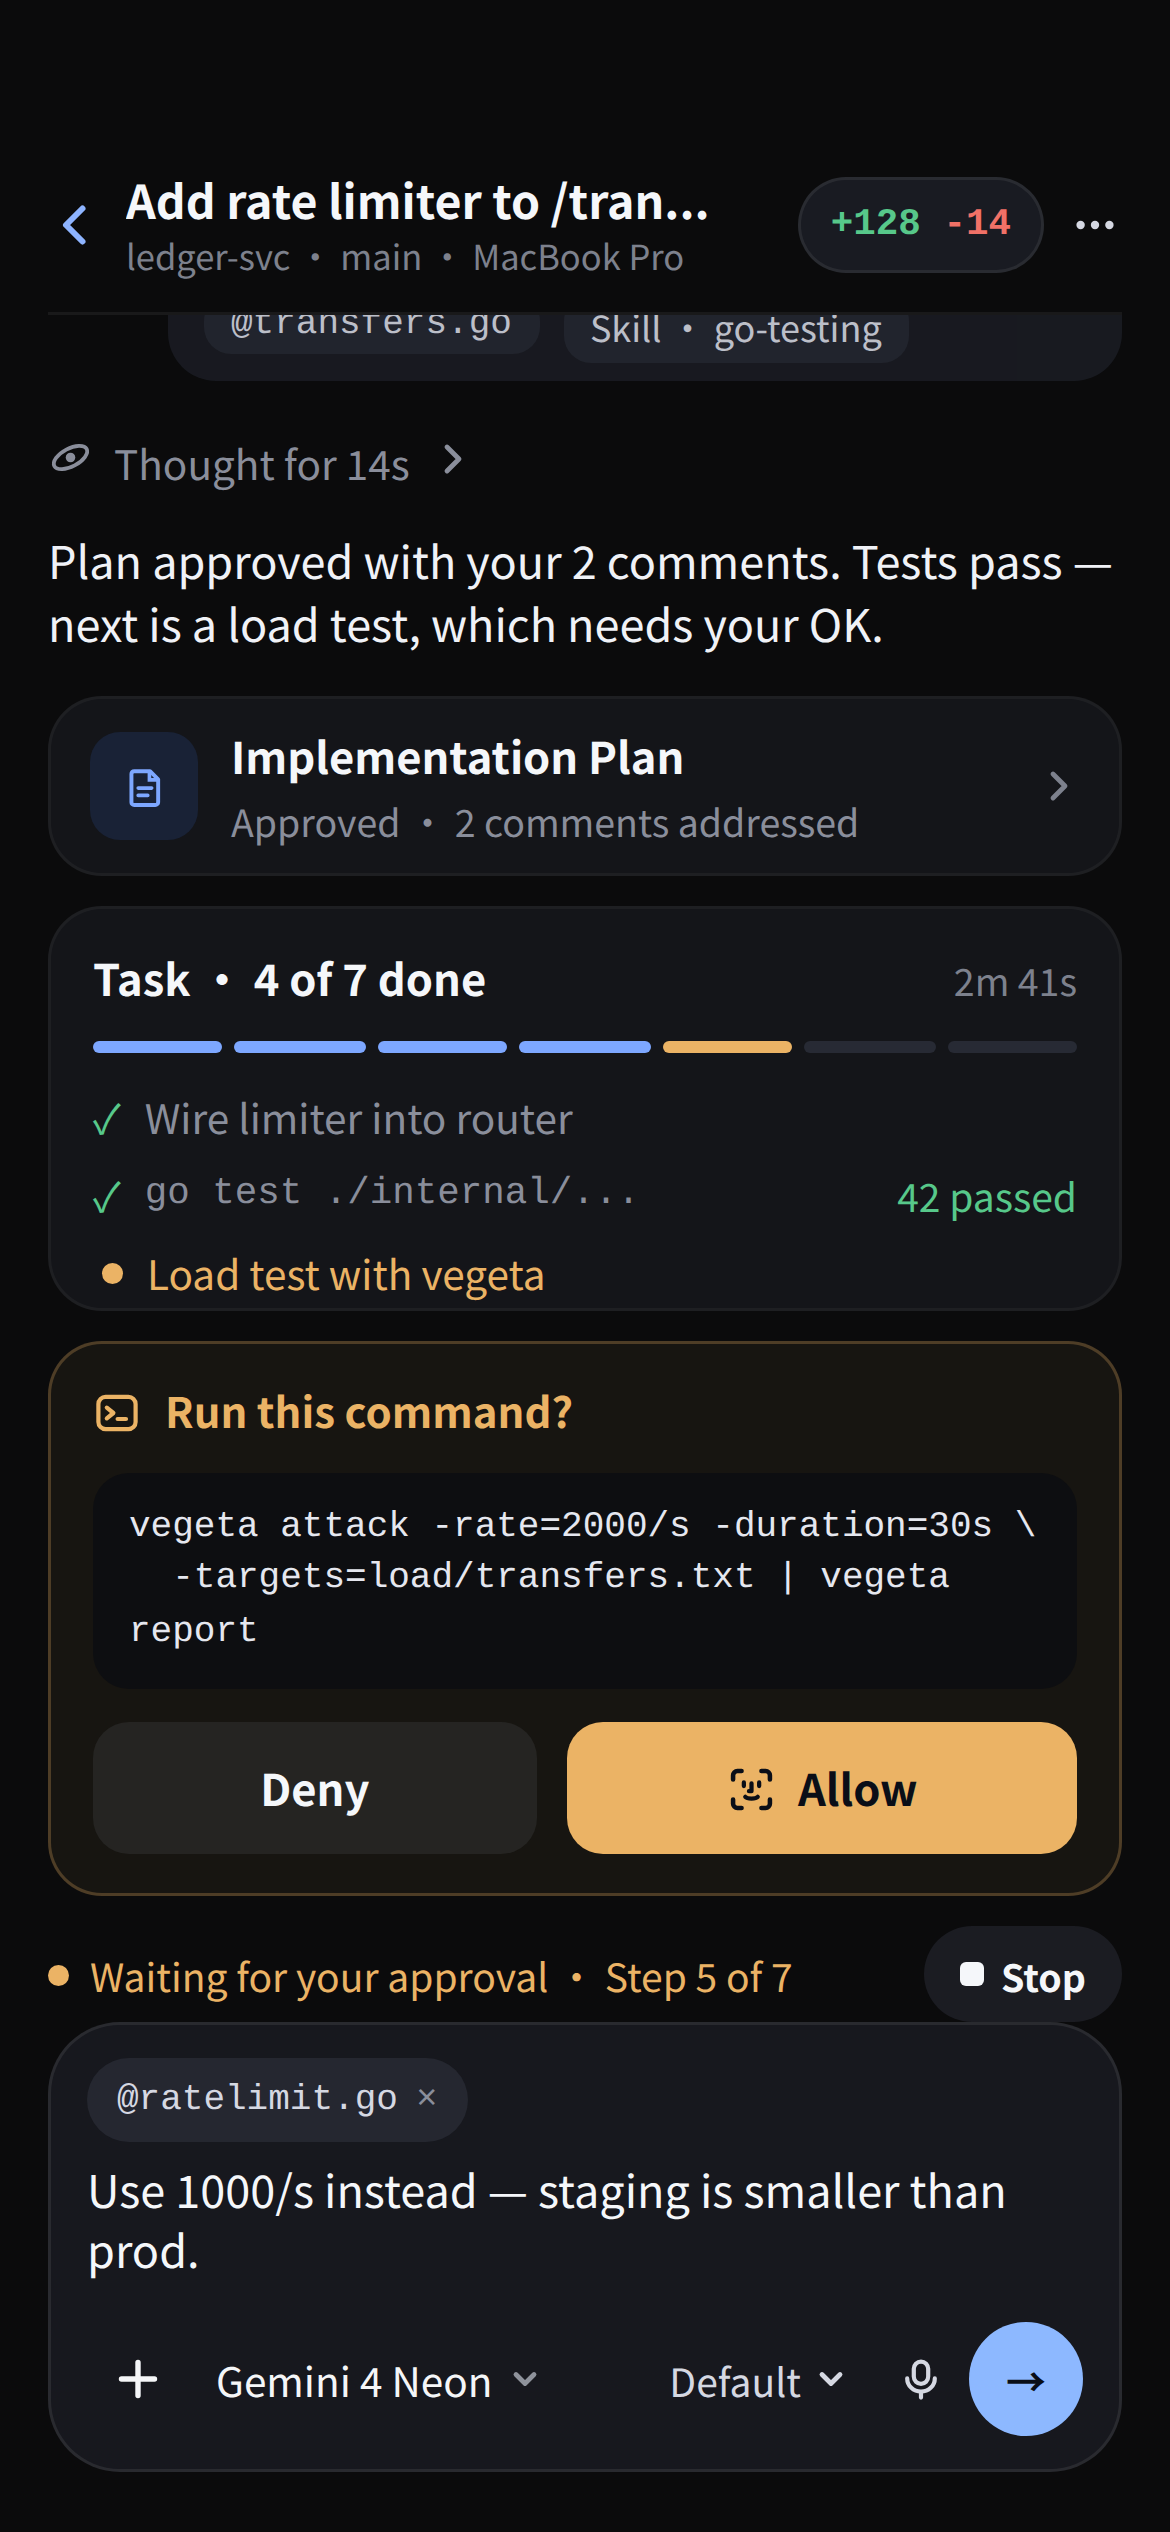 Add rate limiter to /tran...
+128 -14
ledger-svc • main • MacBook Pro
@transfers.go
Skill • go-testing
Thought for 14s
Plan approved with your 2 comments. Tests pass —
next is a load test, which needs your OK.
Implementation Plan
Approved • 2 comments addressed
Task • 4 of 7 done
2m 41s
✓ Wire limiter into router
✓ go test ./internal/...
42 passed
Load test with vegeta
Run this command?
vegeta attack -rate=2000/s -duration=30s \
-targets=load/transfers.txt | vegeta
report
Deny
Allow
Waiting for your approval • Step 5 of 7
Stop
@ratelimit.go ×
Use 1000/s instead — staging is smaller than
prod.
Gemini 4 Neon
Default